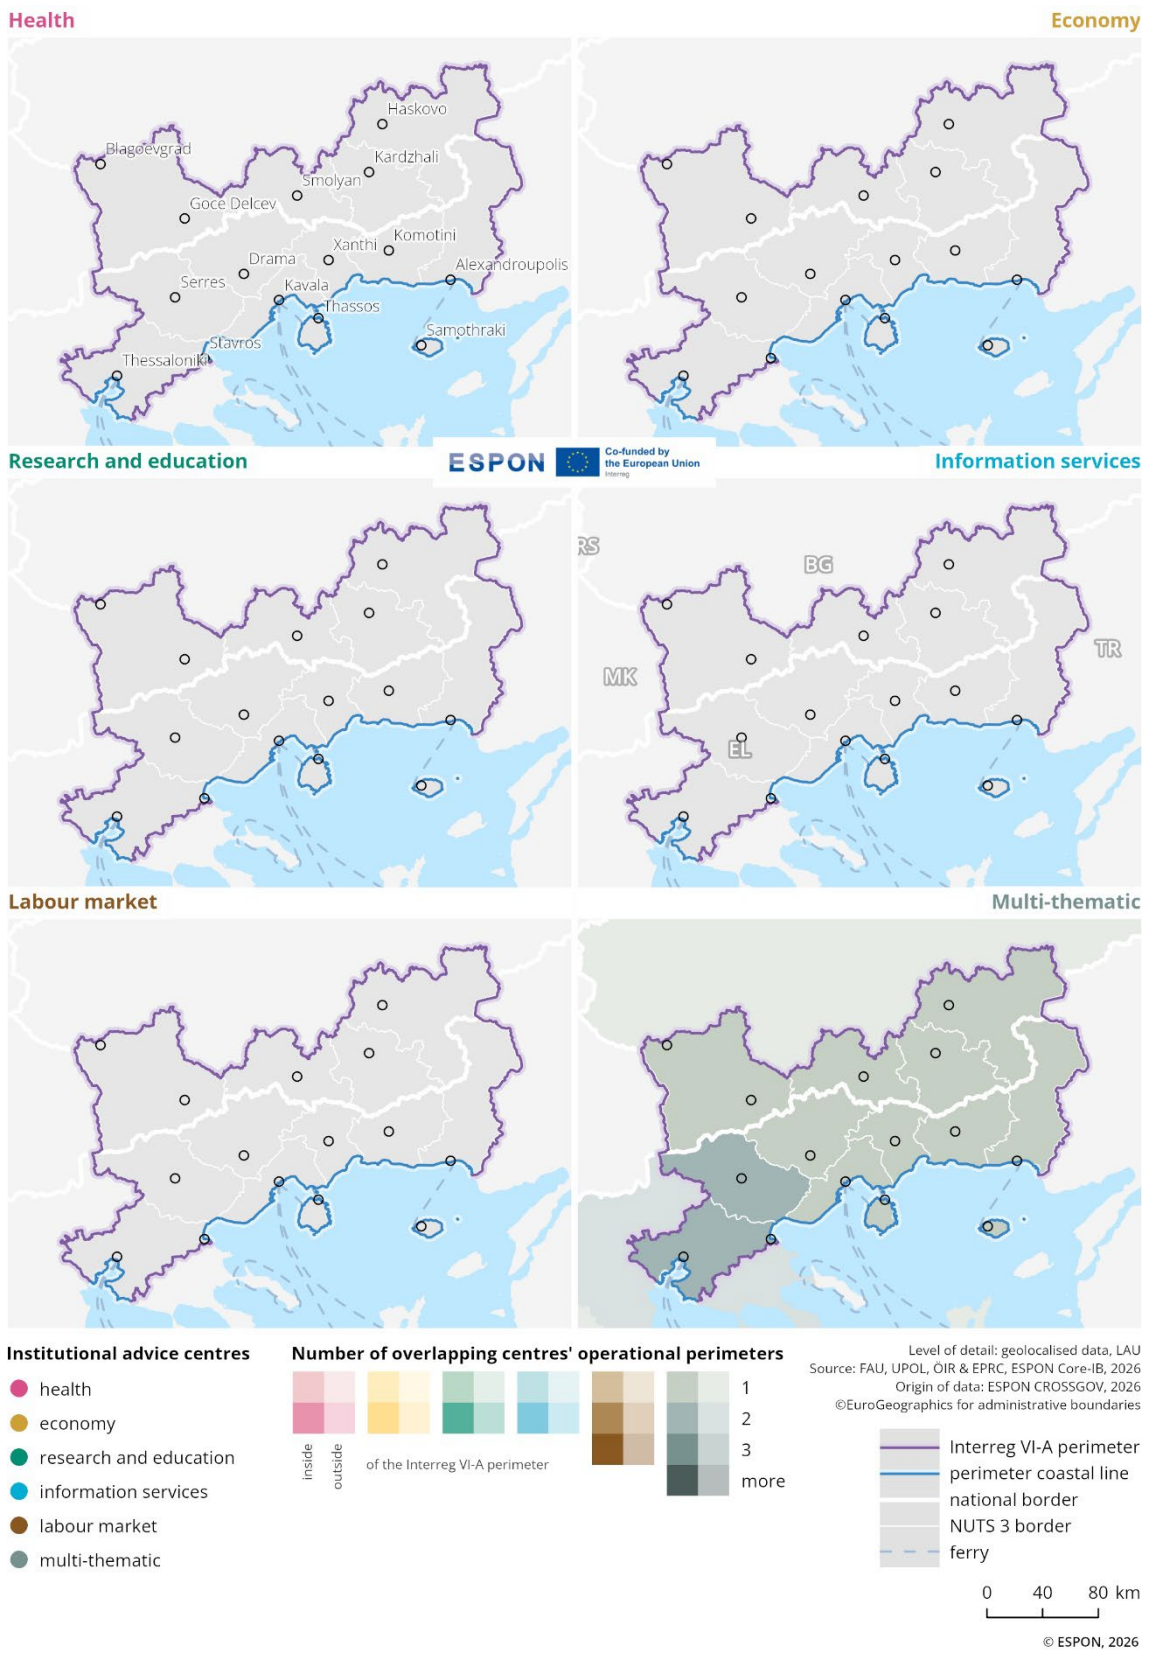 Health
Economy
Haskovo
Blagoevgrad
Kardzhali
Smolyan
Goce Delcev
Komotini
Xanthi
Drama
Alexandroupolis
Serres
Kavala
Thassos
Samothraki
Stavros
Thessaloniki
Research and education
ESPON
Co-funded by
the European Union
Interreg
Information services
RS
BG
TR
MK
EL
Labour market
Multi-thematic
Institutional advice centres
health
economy
research and education
information services
labour market
multi-thematic
Number of overlapping centres' operational perimeters
1
2
3
more
inside
outside
of the Interreg VI-A perimeter
Level of detail: geolocalised data, LAU
Source: FAU, UPOL, ÖIR & EPRC, ESPON Core-IB, 2026
Origin of data: ESPON CROSSGOV, 2026
©EuroGeographics for administrative boundaries
Interreg VI-A perimeter
perimeter coastal line
national border
NUTS 3 border
ferry
0 40 80 km
© ESPON, 2026